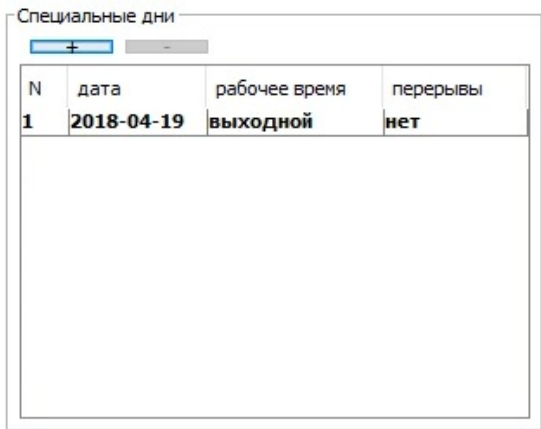 Специальные дни
+ -
N дата рабочее время перерывы
1 2018-04-19 выходной нет